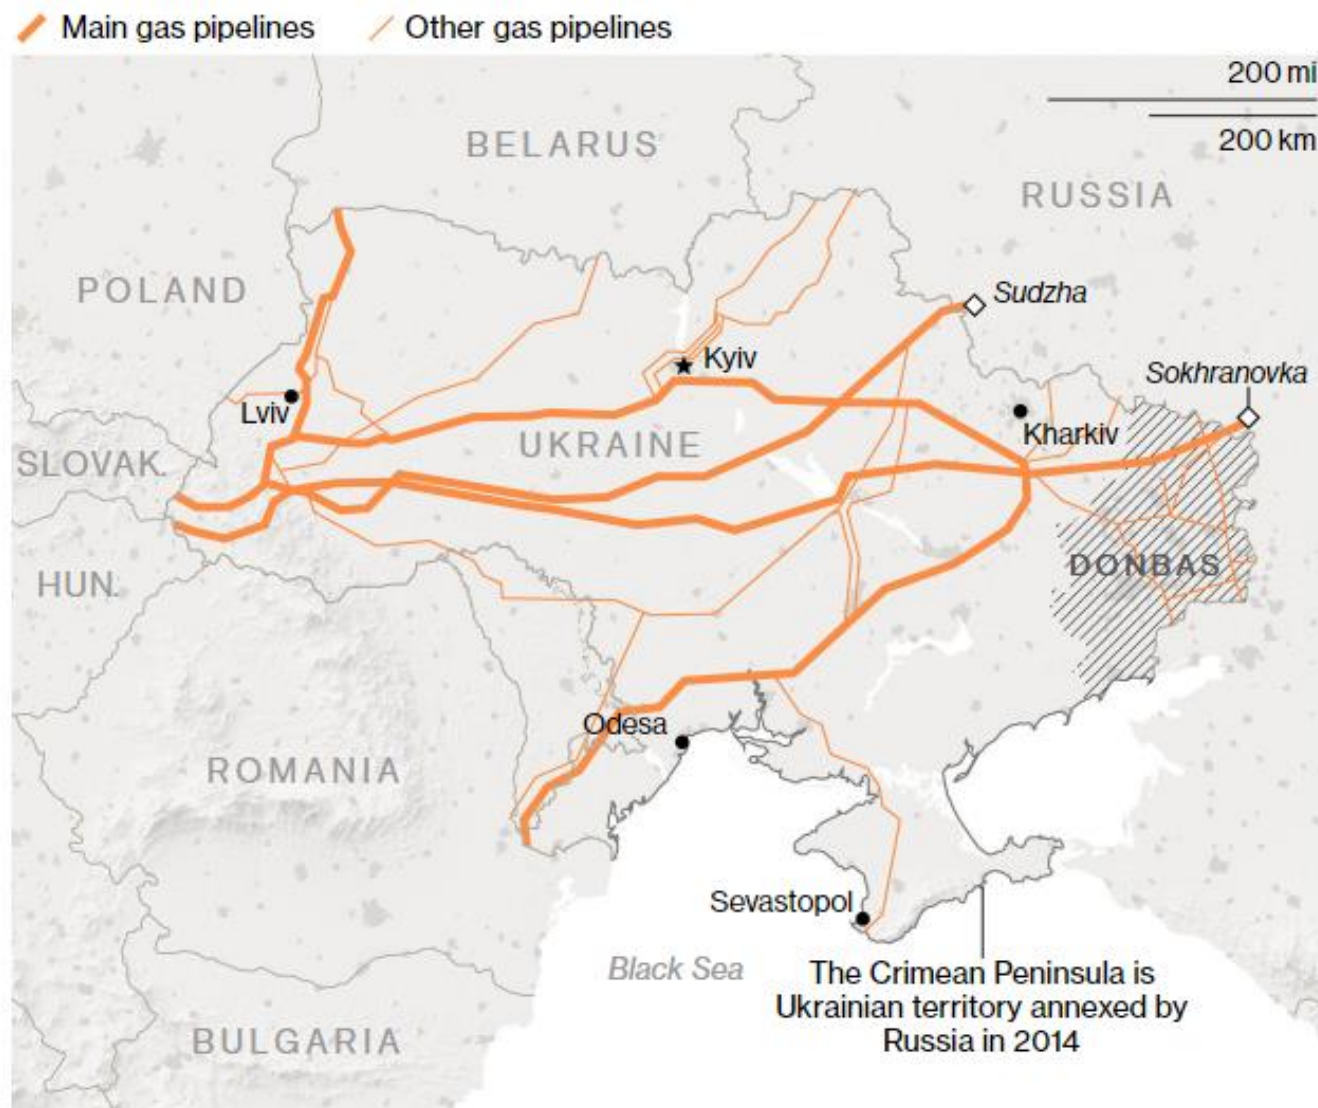 Main gas pipelines
Other gas pipelines
200 mi
200 km
BELARUS
RUSSIA
POLAND
Sudzha
Kyiv
Sokhranovka
Lviv
Kharkiv
UKRAINE
SLOVAK.
DONBAS
HUN.
Odesa
ROMANIA
Sevastopol
Black Sea
The Crimean Peninsula is
Ukrainian territory annexed by
Russia in 2014
BULGARIA